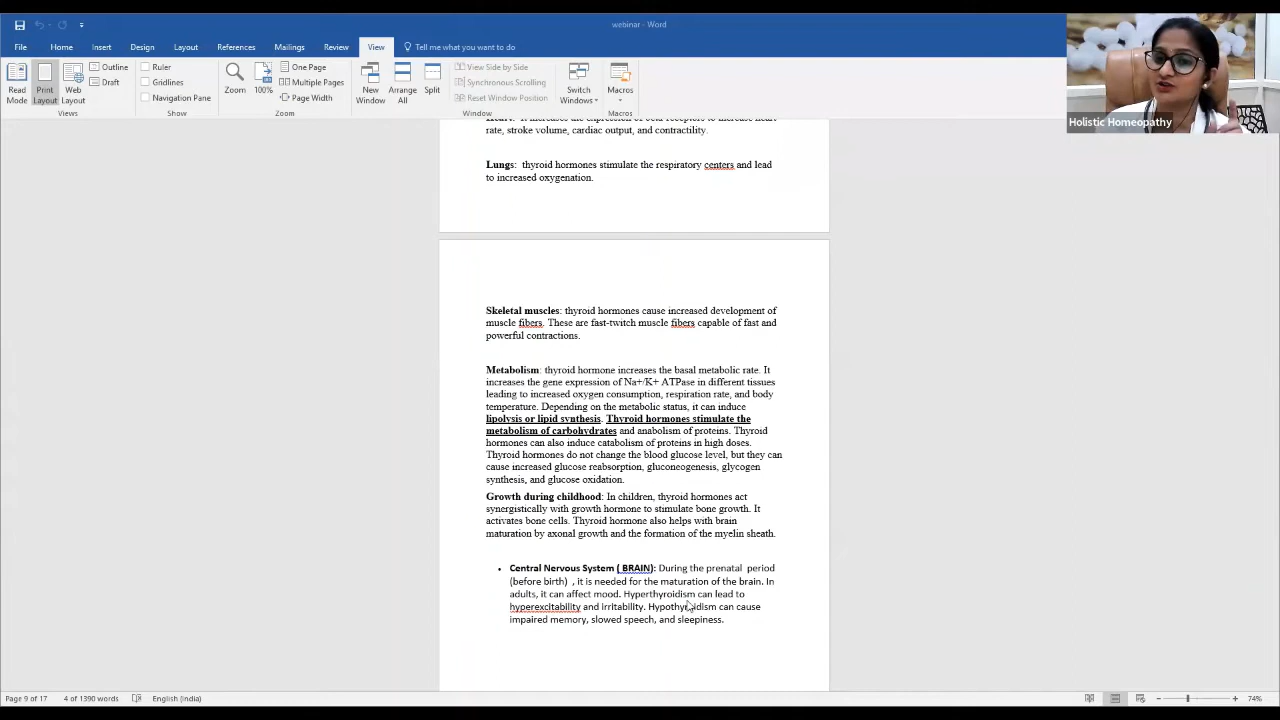 webinar - Word
File Home Insert Design Layout References Mailings Review View Tell me what you want to do
Read Mode
Print Layout
Web Layout
Outline
Draft
Views
Ruler
Gridlines
Navigation Pane
Show
Zoom
100%
One Page
Multiple Pages
Page Width
Zoom
New Window
Arrange All
Split
View Side by Side
Synchronous Scrolling
Reset Window Position
Window
Switch Windows
Macros
Macros
Holistic Homeopathy
rate, stroke volume, cardiac output, and contractility.
Lungs: thyroid hormones stimulate the respiratory centers and lead
to increased oxygenation.
Skeletal muscles: thyroid hormones cause increased development of
muscle fibers. These are fast-twitch muscle fibers capable of fast and
powerful contractions.
Metabolism: thyroid hormone increases the basal metabolic rate. It
increases the gene expression of Na+/K+ ATPase in different tissues
leading to increased oxygen consumption, respiration rate, and body
temperature. Depending on the metabolic status, it can induce
lipolysis or lipid synthesis. Thyroid hormones stimulate the
metabolism of carbohydrates and anabolism of proteins. Thyroid
hormones can also induce catabolism of proteins in high doses.
Thyroid hormones do not change the blood glucose level, but they can
cause increased glucose reabsorption, gluconeogenesis, glycogen
synthesis, and glucose oxidation.
Growth during childhood: In children, thyroid hormones act
synergistically with growth hormone to stimulate bone growth. It
activates bone cells. Thyroid hormone also helps with brain
maturation by axonal growth and the formation of the myelin sheath.
• Central Nervous System ( BRAIN): During the prenatal period
(before birth) , it is needed for the maturation of the brain. In
adults, it can affect mood. Hyperthyroidism can lead to
hyperexcitability and irritability. Hypothyroidism can cause
impaired memory, slowed speech, and sleepiness.
Page 9 of 17 4 of 1390 words English (India) 74%